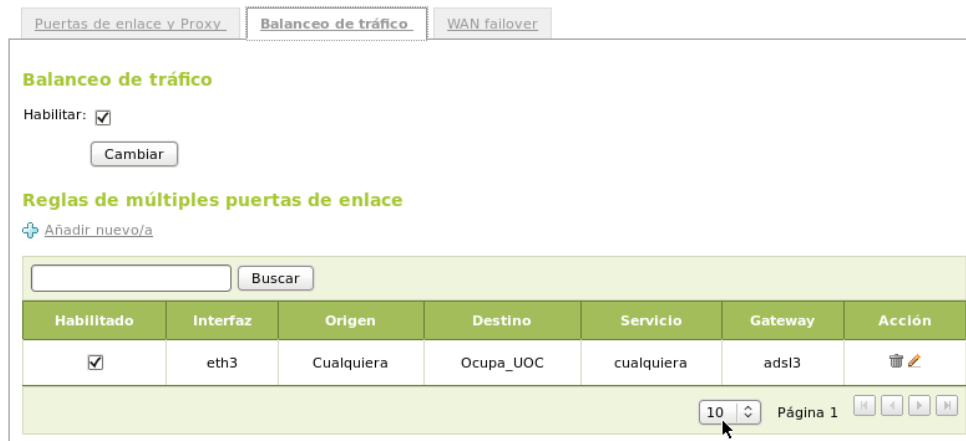 Puertas de enlace y Proxy Balanceo de tráfico WAN failover
Balanceo de tráfico
Habilitar:
Cambiar
Reglas de múltiples puertas de enlace
Añadir nuevo/a
Buscar
Habilitado Interfaz Origen Destino Servicio Gateway Acción
eth3 Cualquiera Ocupa_UOC cualquiera adsl3
10 Página 1